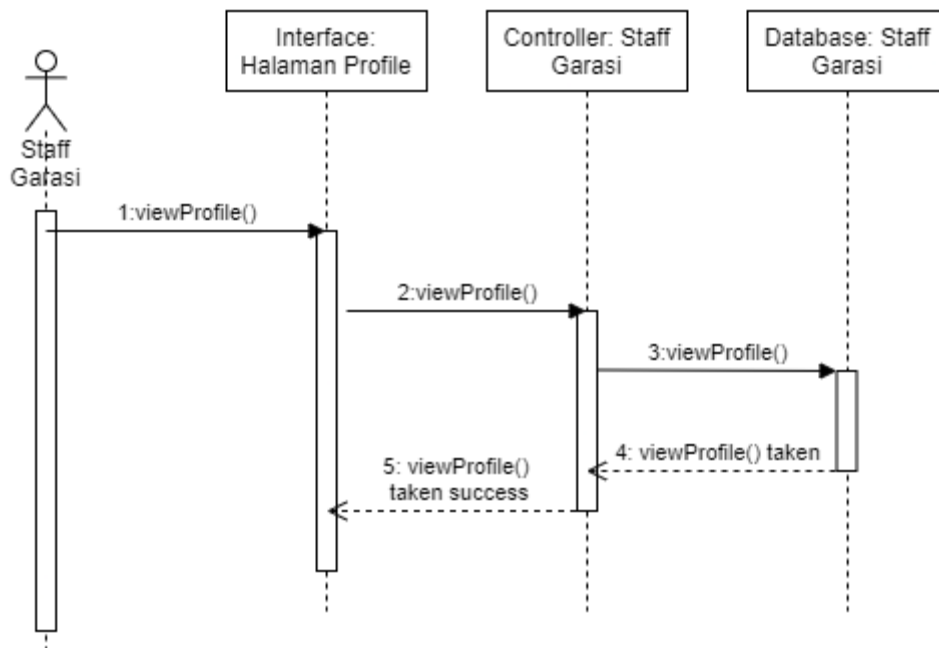 Interface:
Halaman Profile
Controller: Staff
Garasi
Database: Staff
Garasi
Staff
Garasi
1:viewProfile()
2:viewProfile()
3:viewProfile()
4: viewProfile() taken
5: viewProfile()
taken success